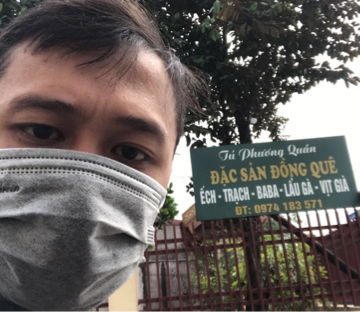 Tú Phương Quán
ĐẶC SẢN ĐỒNG QUÊ
ẾCH - TRẠCH - BABA - LẨU GÀ - VỊT GIÀ
ĐT: 0974 183 571